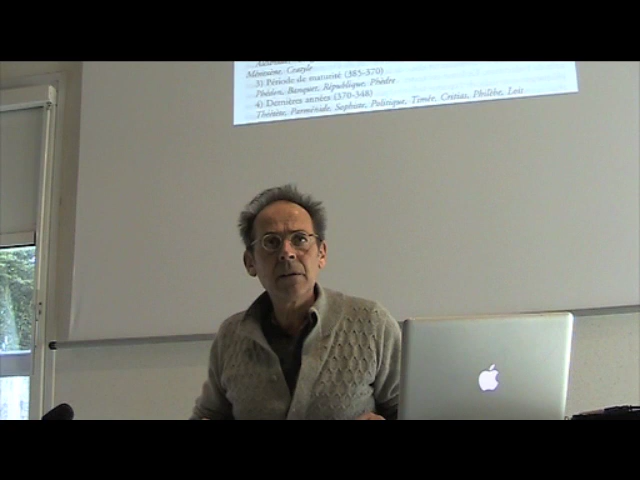 Ménexène, Cratyle
3) Période de maturité (385-370)
Phédon, Banquet, République, Phèdre
4) Dernières années (370-348)
Théétète, Parménide, Sophiste, Politique, Timée, Critias, Philèbe, Lois